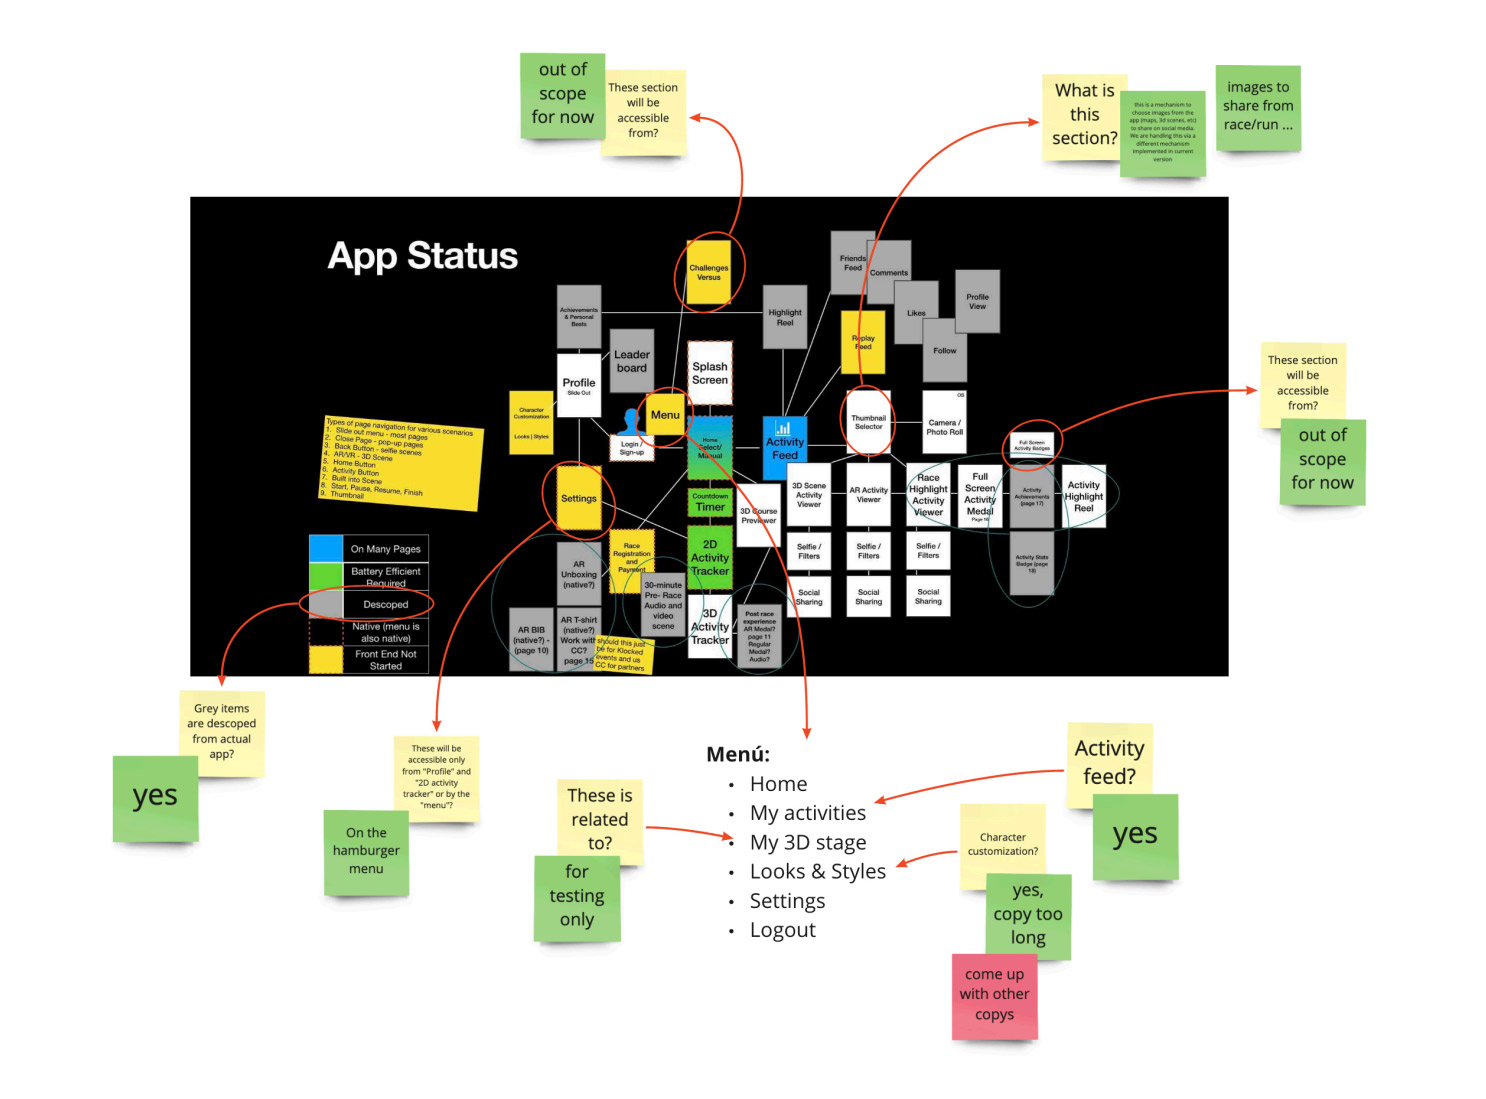 out of
scope
for now
These section
will be
accessible
from?
What is
this
section?
this is a mechanism to
choose images from the
app (maps, 3d scenes, etc)
to share on social media.
We are handling this via a
different mechanism
implemented in current
version
images to
share from
race/run ...
App Status
Challenges
Versus
Friends
Feed
Comments
Likes
Follow
Profile
View
Achievements
& Personal
Bests
Highlight
Reel
Replay
Feed
Leader
board
Profile
Slide Out
Splash
Screen
Character
Customization
Looks | Styles
Menu
Login /
Sign-up
Home
Select/
Manual
Activity
Feed
Thumbnail
Selector
OS
Camera /
Photo Roll
These section
will be
accessible
from?
out of
scope
for now
Types of page navigation for various scenarios
1. Slide out menu - most pages
2. Close Page - pop-up pages
3. Back Button - selfie scenes
4. AR/VR - 3D Scene
5. Home Button
6. Activity Button
7. Built into Scene
8. Start, Pause, Resume, Finish
9. Thumbnail
Settings
Countdown
Timer
3D Course
Previewer
3D Scene
Activity
Viewer
AR Activity
Viewer
Race
Highlight
Activity
Viewer
Full
Screen
Activity
Medal
Page 16
Full Screen
Activity Badges
Activity
Achievements
(page 17)
Activity
Highlight
Reel
On Many Pages
Battery Efficient
Required
Descoped
Native (menu is
also native)
Front End Not
Started
AR
Unboxing
(native?)
Race
Registration
and
Payment
2D
Activity
Tracker
Selfie /
Filters
Selfie /
Filters
Selfie /
Filters
Activity Stats
Badge (page
18)
30-minute
Pre- Race
Audio and
video
scene
Social
Sharing
Social
Sharing
Social
Sharing
AR BIB
(native?) -
(page 10)
AR T-shirt
(native?)
Work with
CC?
page 15
should this just
be for Klocked
events and us
CC for partners
3D
Activity
Tracker
Post race
experience
AR Medal?
page 11
Regular
Medal?
Audio?
Grey items
are descoped
from actual
app?
yes
These will be
accessible only
from "Profile" and
"2D activity
tracker" or by the
"menu"?
On the
hamburger
menu
These is
related
to?
for
testing
only
Menú:
• Home
• My activities
• My 3D stage
• Looks & Styles
• Settings
• Logout
Activity
feed?
yes
Character
customization?
yes,
copy too
long
come up
with other
copys